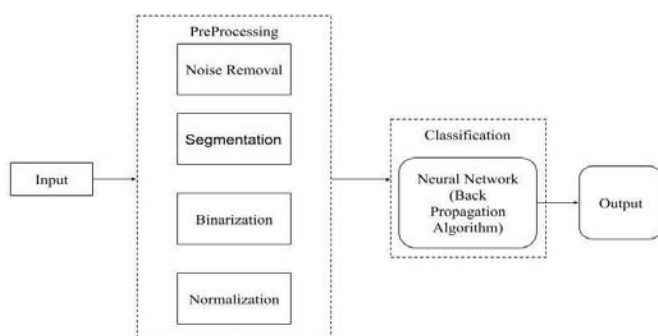 PreProcessing
Noise Removal
Segmentation
Binarization
Normalization
Input
Classification
Neural Network
(Back
Propagation
Algorithm)
Output